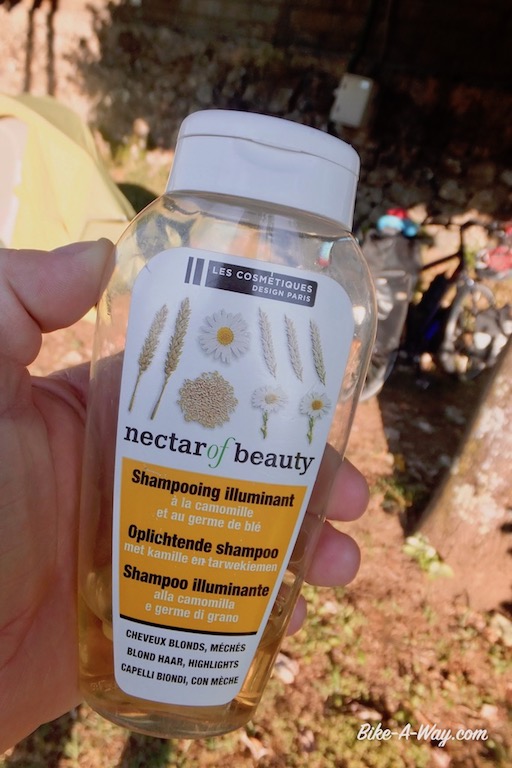 LES COSMÉTIQUES
DESIGN PARIS
nectar of beauty
Shampooing illuminant
à la camomille
et au germe de blé
Oplichtende shampoo
met kamille en tarwekiemen
Shampoo illuminante
alla camomilla
e germe di grano
CHEVEUX BLONDS, MÉCHÉS
BLOND HAAR, HIGHLIGHTS
CAPELLI BIONDI, CON MÈCHE
Bike-A-Way.com